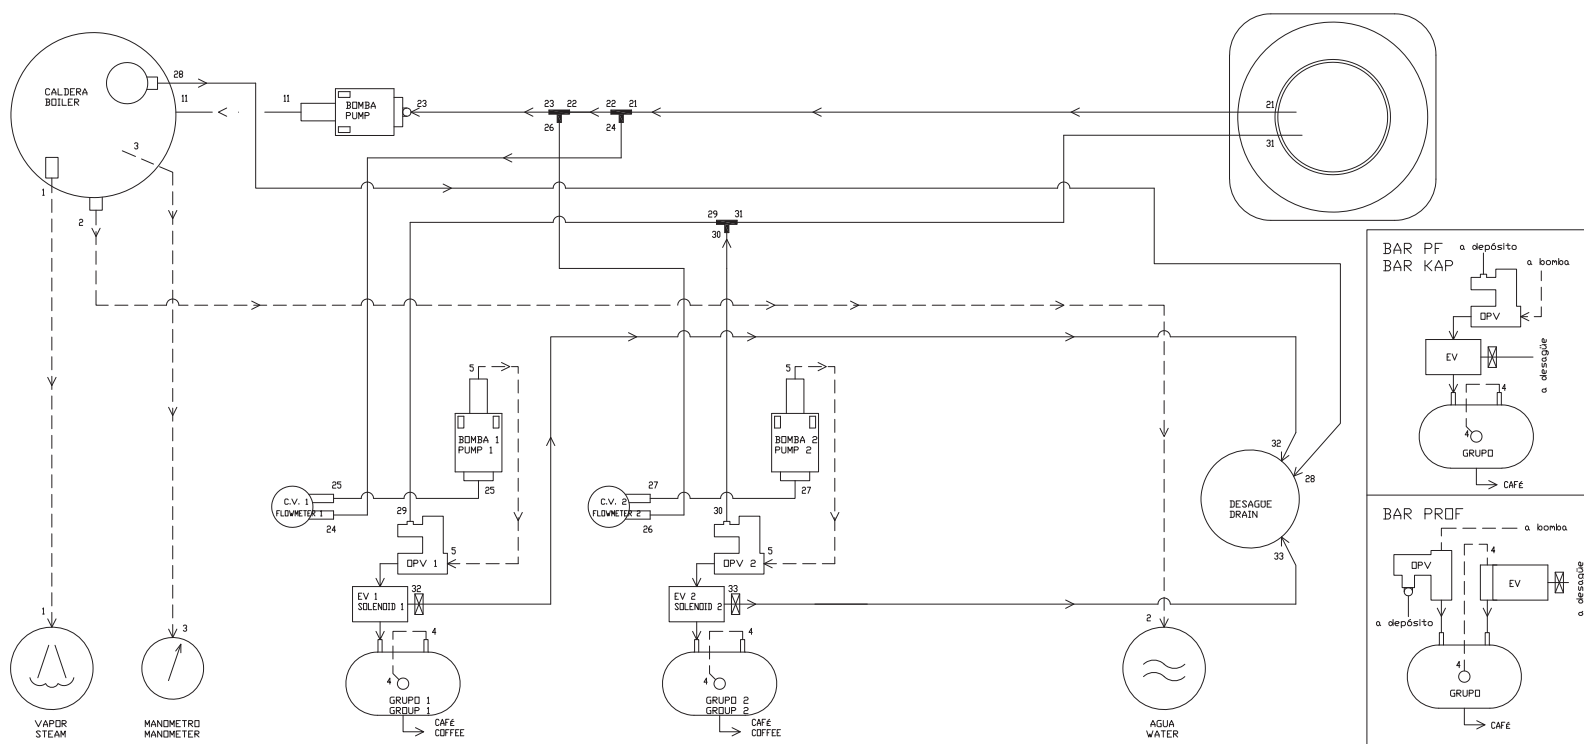 CALDERA
BOILER
28
11
11
BOMBA
PUMP
23
23
22
22
21
26
24
21
31
3
1
2
29
31
30
BAR PF
BAR KAP
a depósito
a bomba
OPV
EV
a desagüe
4
4
GRUPO
CAFÉ
5
BOMBA 1
PUMP 1
5
BOMBA 2
PUMP 2
25
25
C.V. 1
FLOWMETER 1
24
29
27
27
C.V. 2
FLOWMETER 2
26
30
32
28
DESAGÜE
DRAIN
33
5
OPV 1
5
OPV 2
EV 1
SOLENOID 1
32
EV 2
SOLENOID 2
33
BAR PROF
a bomba
4
OPV
EV
a desagüe
a depósito
4
GRUPO
CAFÉ
1
3
4
4
GRUPO 1
GROUP 1
CAFÉ
COFFEE
4
4
GRUPO 2
GROUP 2
CAFÉ
COFFEE
2
VAPOR
STEAM
MANOMETRO
MANOMETER
AGUA
WATER